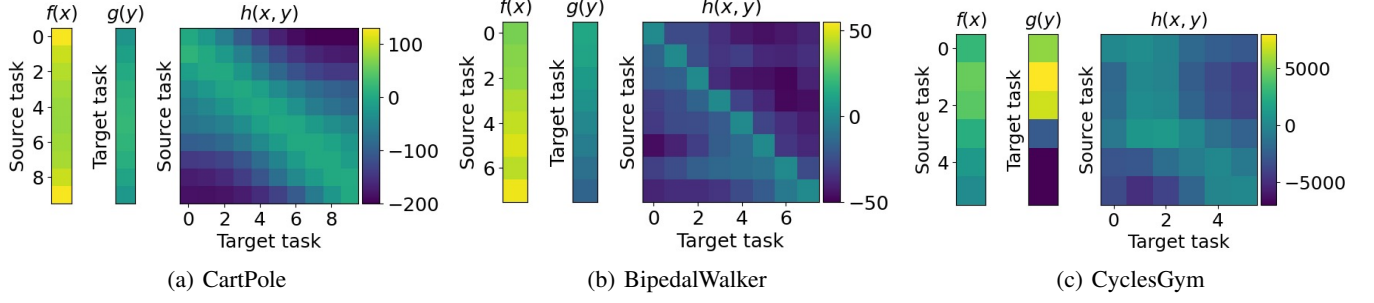 f(x) g(y) h(x, y)
Source task
0
2
4
6
8
Target task
Source task
0 2 4 6 8
Target task
100
0
−100
−200
(a) CartPole
f(x) g(y) h(x, y)
Source task
0
2
4
6
Target task
Source task
0 2 4 6
Target task
50
0
−50
(b) BipedalWalker
f(x) g(y) h(x, y)
Source task
0
2
4
Target task
Source task
0 2 4
Target task
5000
0
−5000
(c) CyclesGym